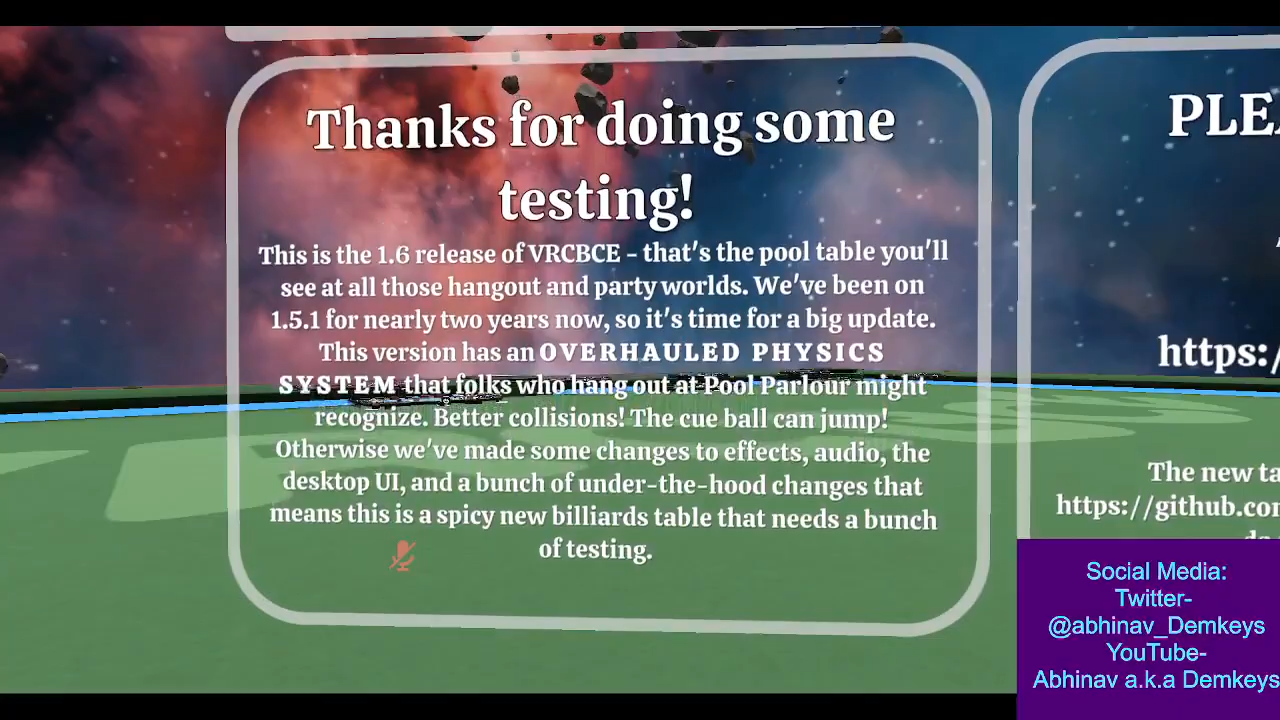 Thanks for doing some
testing!
This is the 1.6 release of VRCBCE - that's the pool table you'll
see at all those hangout and party worlds. We've been on
1.5.1 for nearly two years now, so it's time for a big update.
This version has an OVERHAULED PHYSICS
SYSTEM that folks who hang out at Pool Parlour might
recognize. Better collisions! The cue ball can jump!
Otherwise we've made some changes to effects, audio, the
desktop UI, and a bunch of under-the-hood changes that
means this is a spicy new billiards table that needs a bunch
of testing.
PLE
https:/
The new ta
https://github.com
Social Media:
Twitter-
@abhinav_Demkeys
YouTube-
Abhinav a.k.a Demkeys